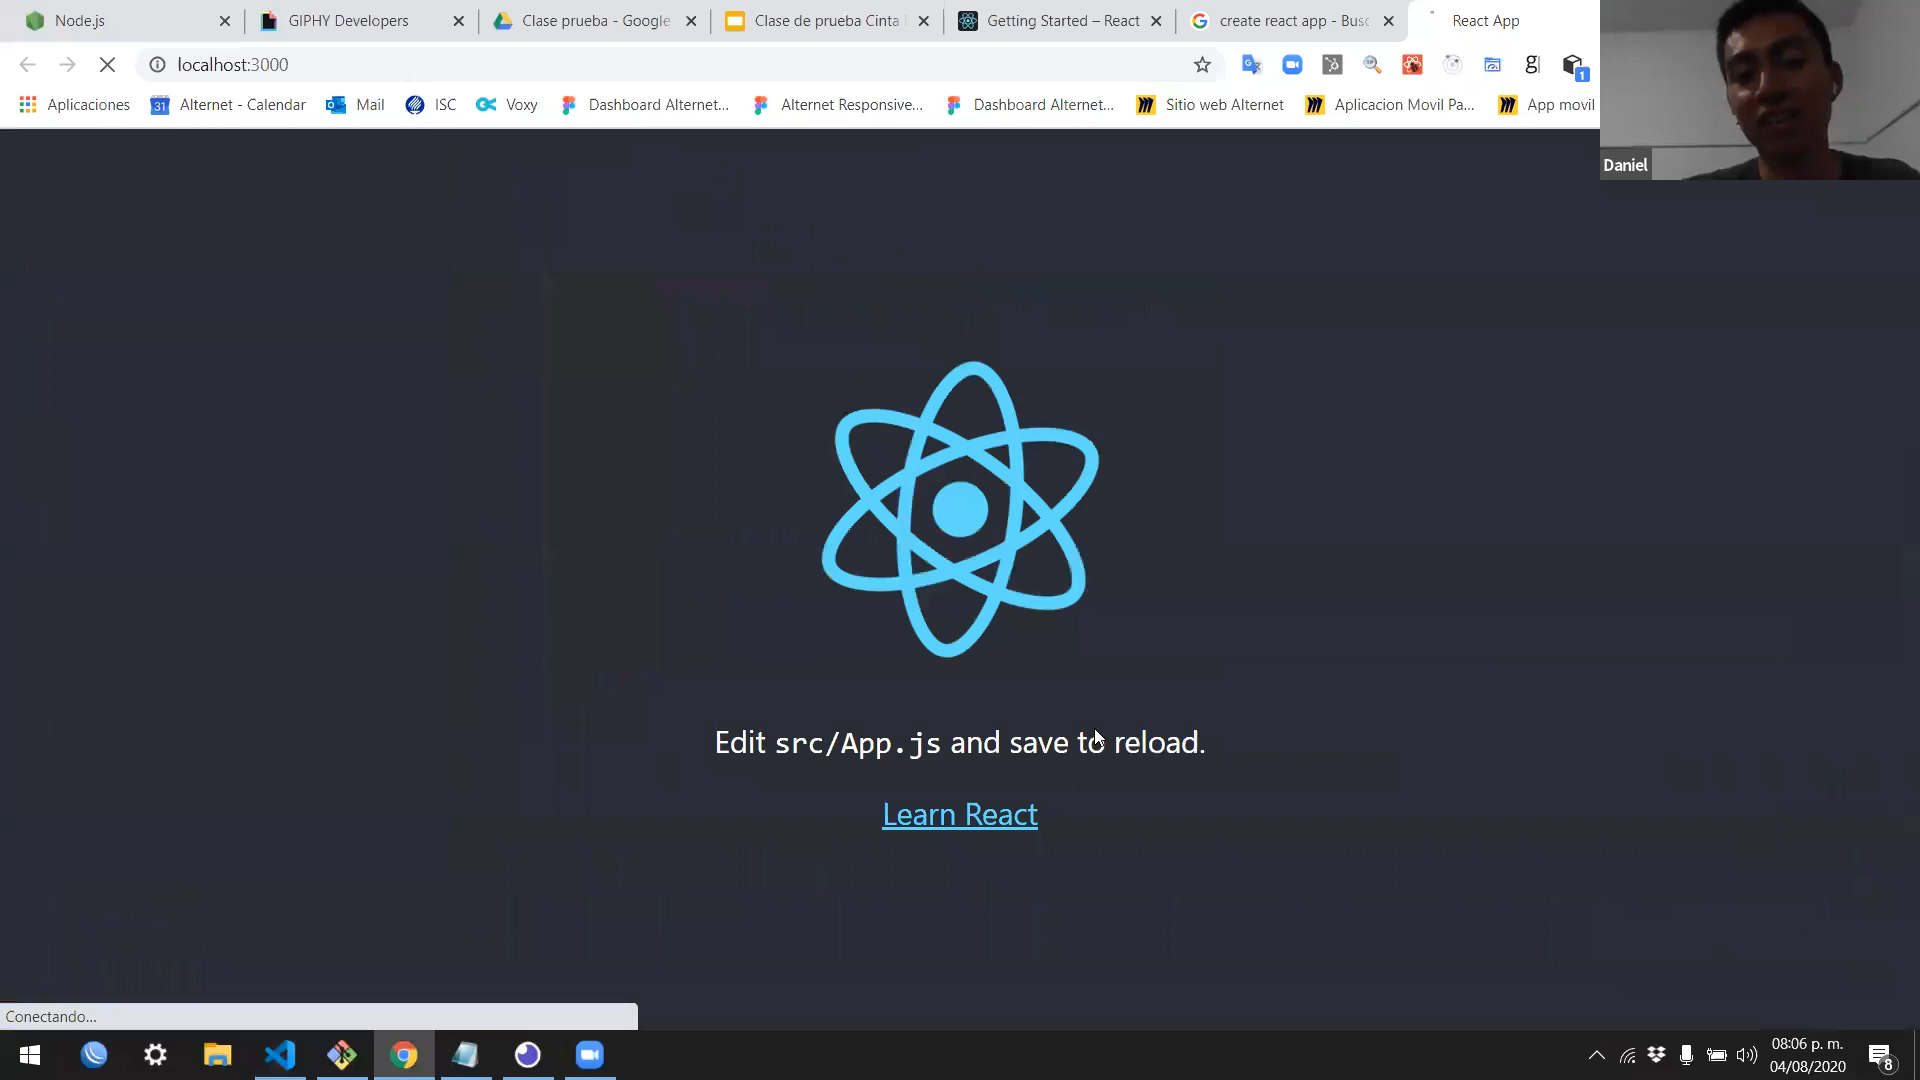 Node.js
GIPHY Developers
Clase prueba - Google
Clase de prueba Cinta
Getting Started – React
create react app - Busc
React App
localhost:3000
1
Aplicaciones
31
Alternet - Calendar
Mail
ISC
Voxy
Dashboard Alternet...
Alternet Responsive...
Dashboard Alternet...
Sitio web Alternet
Aplicacion Movil Pa...
App movil
Daniel
Edit src/App.js and save to reload.
Learn React
Conectando...
08:06 p. m.
04/08/2020
8